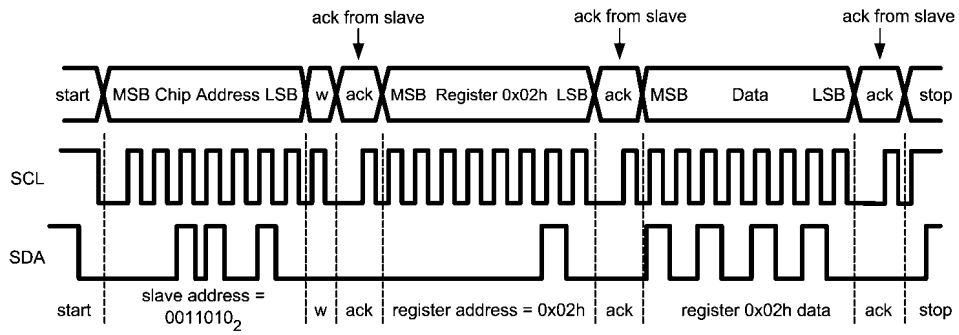 ack from slave ack from slave ack from slave
start MSB Chip Address LSB w ack MSB Register 0x02h LSB ack MSB Data LSB ack stop
SCL
SDA
start slave address = w ack register address = 0x02h ack register 0x02h data ack stop
0011010₂